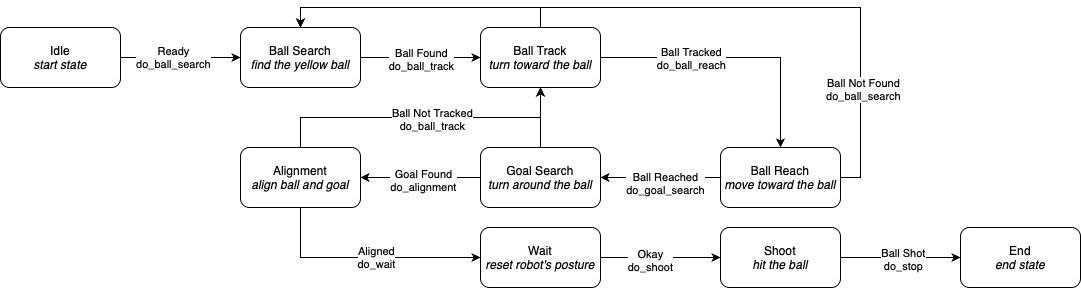 Idle
start state
Ready
do_ball_search
Ball Search
find the yellow ball
Ball Found
do_ball_track
Ball Track
turn toward the ball
Ball Tracked
do_ball_reach
Ball Not Found
do_ball_search
Ball Not Tracked
do_ball_track
Alignment
align ball and goal
Goal Found
do_alignment
Goal Search
turn around the ball
Ball Reached
do_goal_search
Ball Reach
move toward the ball
Aligned
do_wait
Wait
reset robot's posture
Okay
do_shoot
Shoot
hit the ball
Ball Shot
do_stop
End
end state